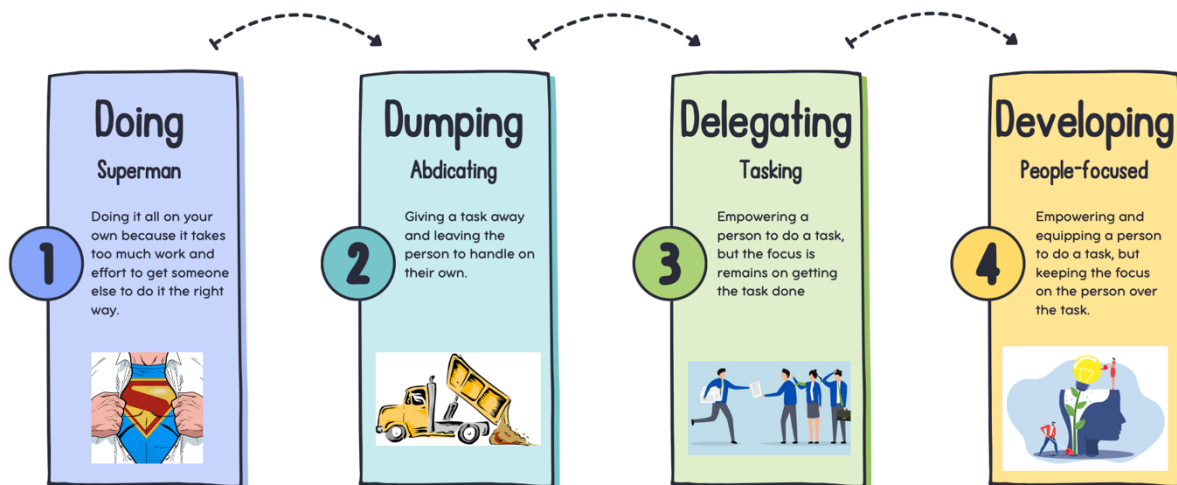 Doing
Superman
Doing it all on your
own because it takes
too much work and
effort to get someone
else to do it the right
way.
1
Dumping
Abdicating
Giving a task away
and leaving the
person to handle on
their own.
2
Delegating
Tasking
Empowering a
person to do a task,
but the focus is
remains on getting
the task done
3
Developing
People-focused
Empowering and
equipping a person
to do a task, but
keeping the focus
on the person over
the task.
4